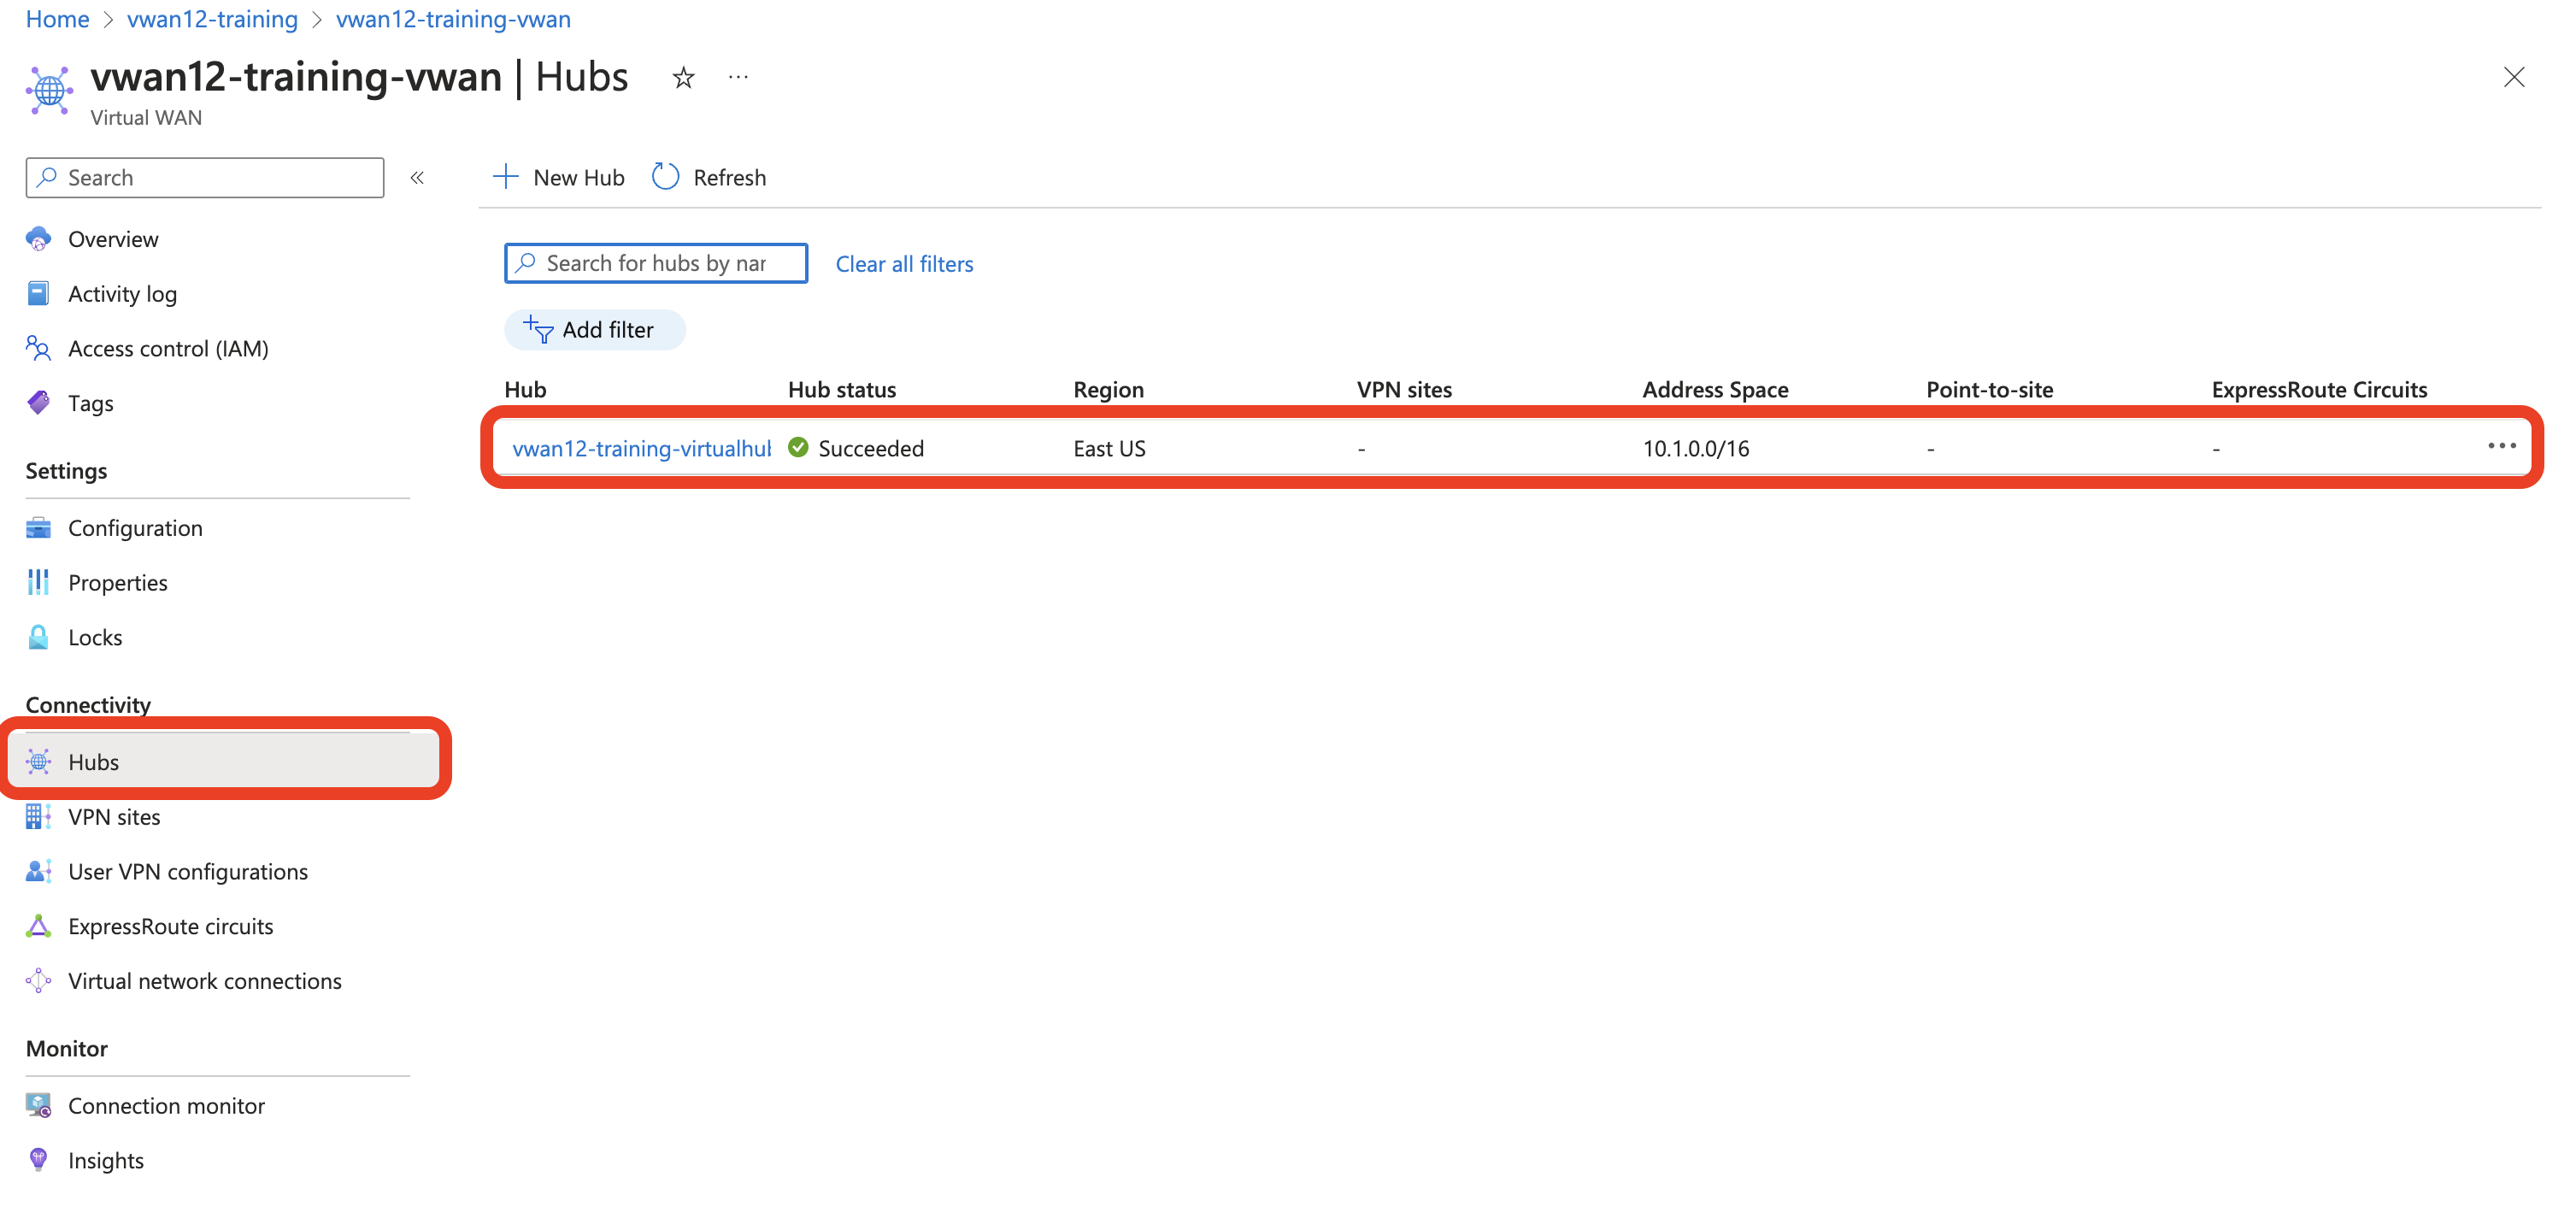 Home > vwan12-training > vwan12-training-vwan
vwan12-training-vwan | Hubs
Virtual WAN
Search
Overview
Activity log
Access control (IAM)
Tags
Settings
Configuration
Properties
Locks
Connectivity
Hubs
VPN sites
User VPN configurations
ExpressRoute circuits
Virtual network connections
Monitor
Connection monitor
Insights
New Hub Refresh
Search for hubs by nar Clear all filters
Add filter
Hub Hub status Region VPN sites Address Space Point-to-site ExpressRoute Circuits
vwan12-training-virtualhub Succeeded East US - 10.1.0.0/16 - -